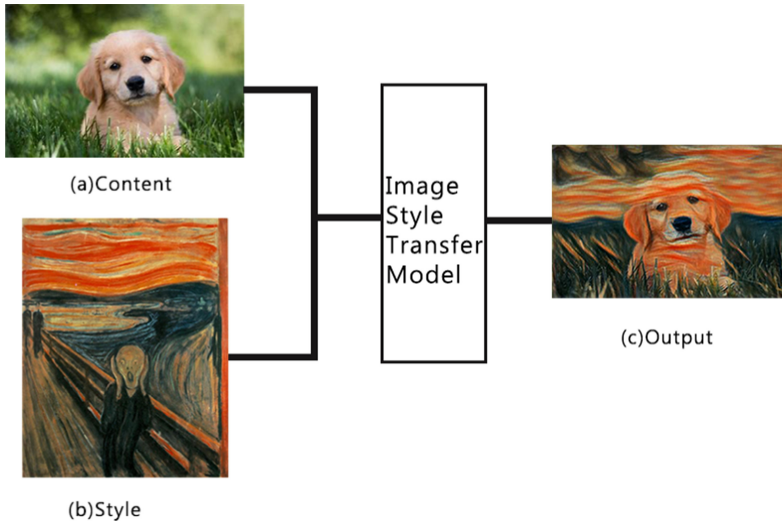 (a)Content
Image
Style
Transfer
Model
(c)Output
(b)Style